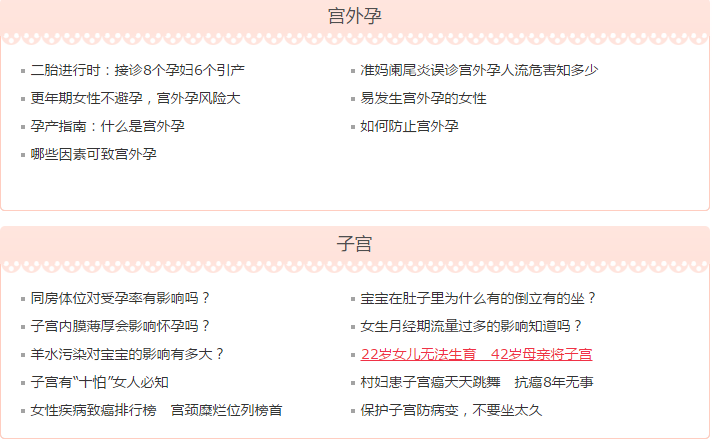 宫外孕
二胎进行时：接诊8个孕妇6个引产
准妈阑尾炎误诊宫外孕人流危害知多少
更年期女性不避孕，宫外孕风险大
易发生宫外孕的女性
孕产指南：什么是宫外孕
如何防止宫外孕
哪些因素可致宫外孕
子宫
同房体位对受孕率有影响吗？
宝宝在肚子里为什么有的倒立有的坐？
子宫内膜薄厚会影响怀孕吗？
女生月经期流量过多的影响知道吗？
羊水污染对宝宝的影响有多大？
22岁女儿无法生育　42岁母亲将子宫
子宫有“十怕”女人必知
村妇患子宫癌天天跳舞　抗癌8年无事
女性疾病致癌排行榜　宫颈糜烂位列榜首
保护子宫防病变，不要坐太久